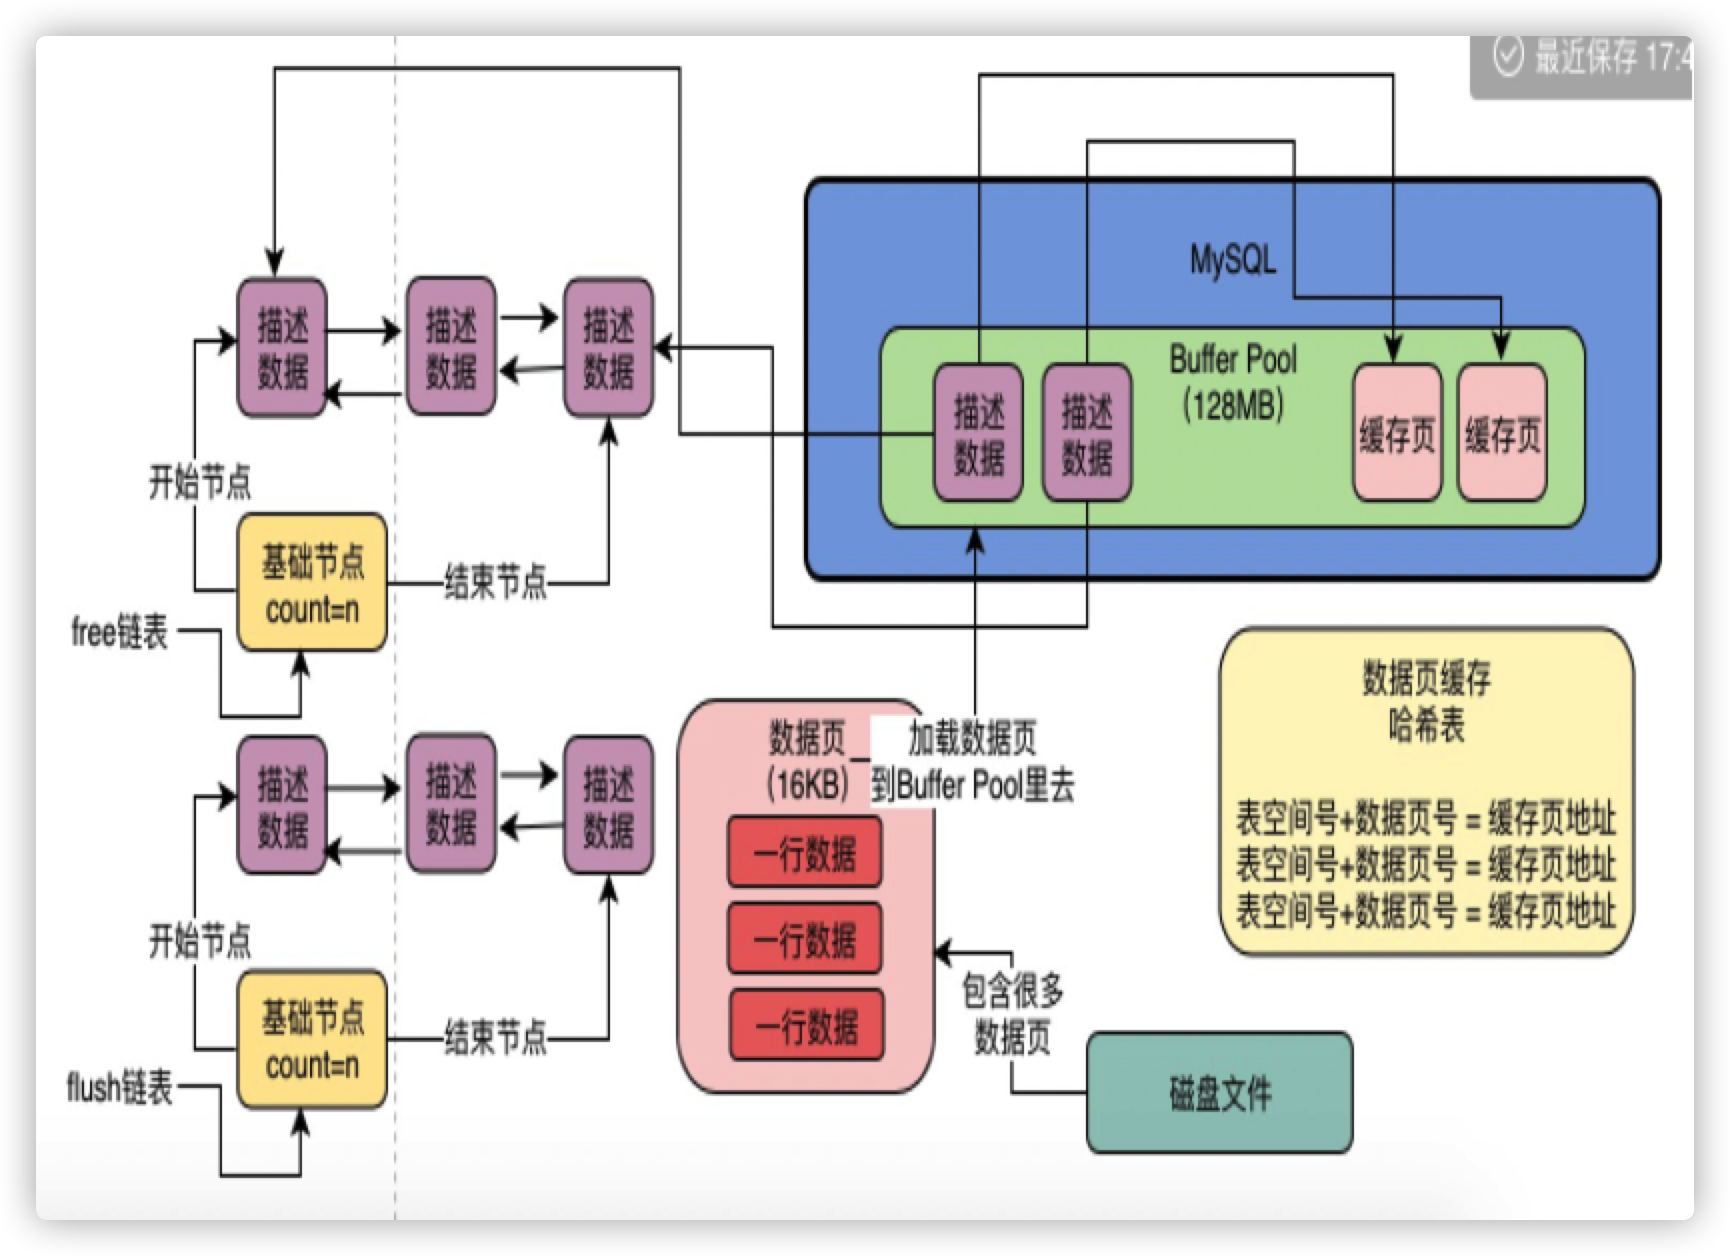 最近保存 17:4
MySQL
Buffer Pool
(128MB)
描述
数据
描述
数据
缓存页
缓存页
描述
数据
描述
数据
描述
数据
开始节点
基础节点
count=n
结束节点
free链表
描述
数据
描述
数据
描述
数据
开始节点
基础节点
count=n
结束节点
flush链表
数据页
(16KB)
加载数据页
到Buffer Pool里去
一行数据
一行数据
一行数据
包含很多
数据页
磁盘文件
数据页缓存
哈希表
表空间号+数据页号 = 缓存页地址
表空间号+数据页号 = 缓存页地址
表空间号+数据页号 = 缓存页地址